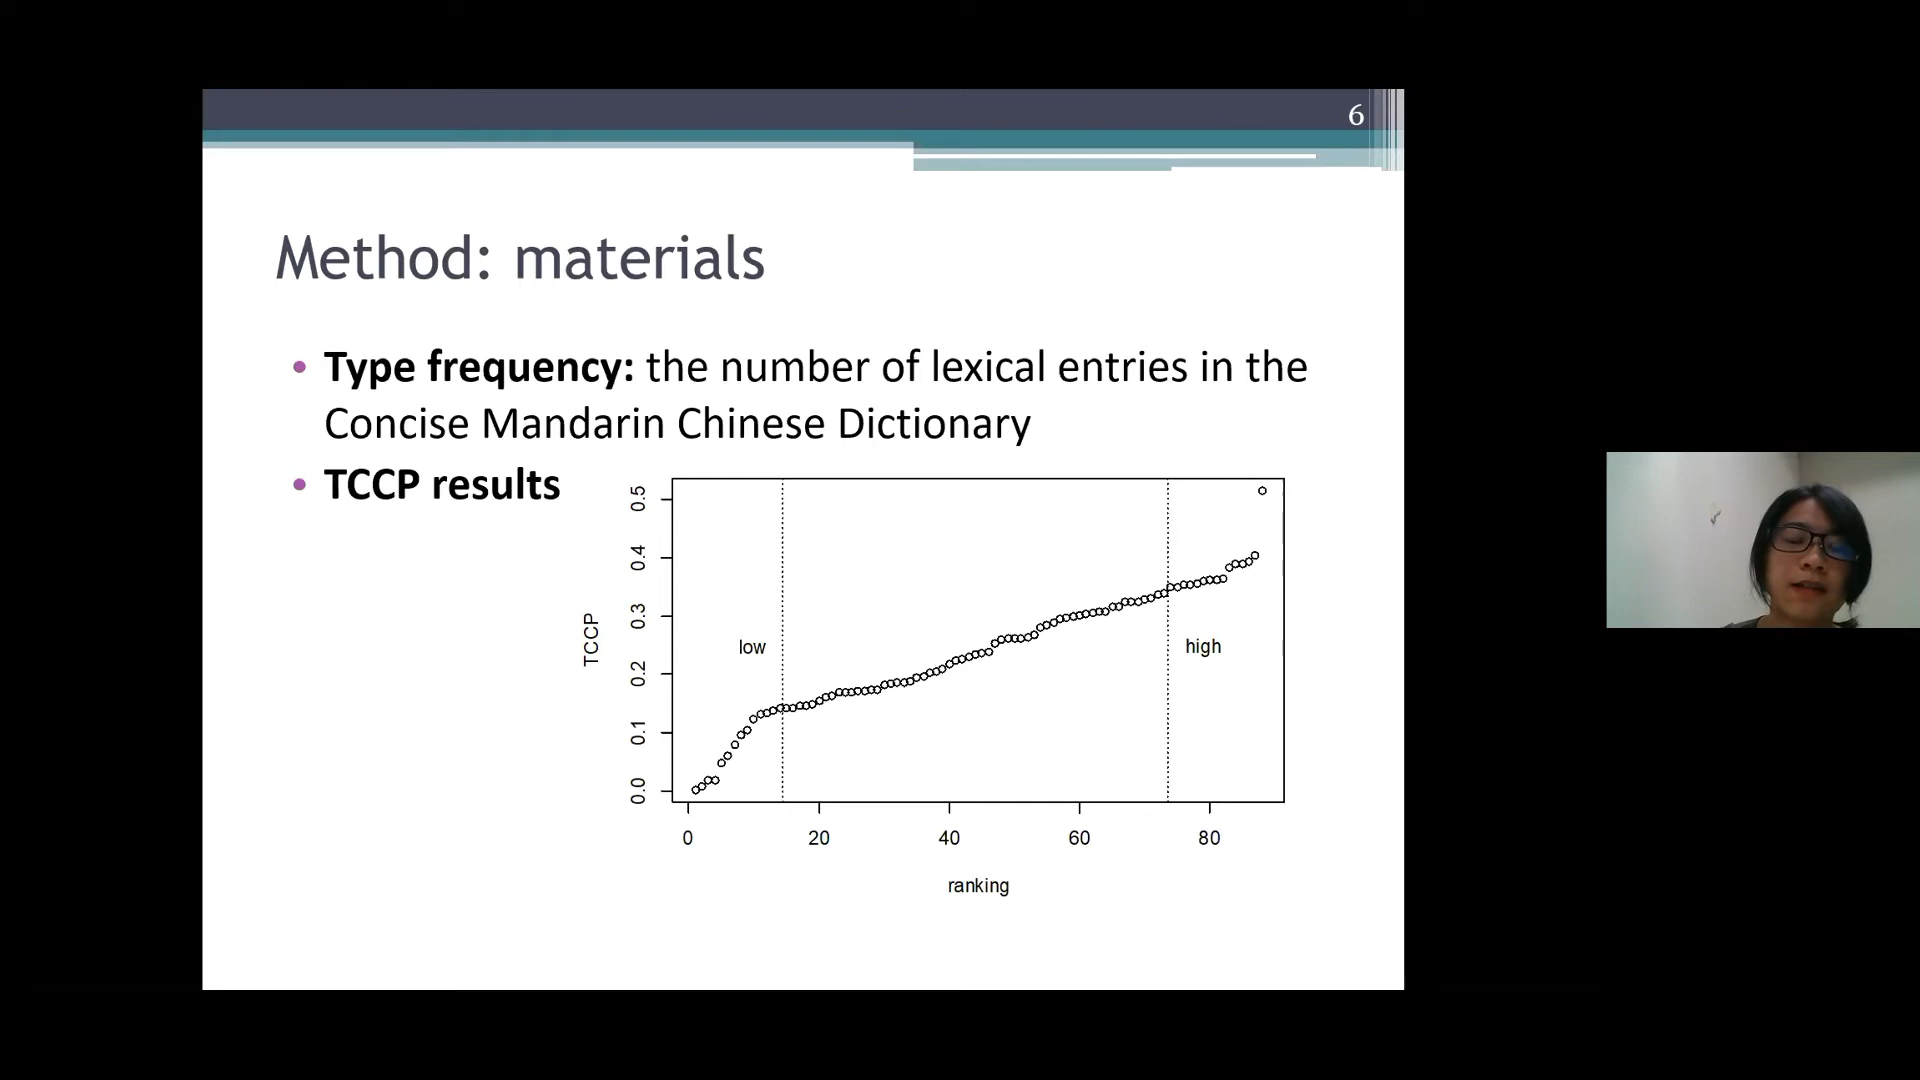 6
Method: materials
• Type frequency: the number of lexical entries in the
Concise Mandarin Chinese Dictionary
• TCCP results
0.5
0.4
0.3
0.2
0.1
0.0
TCCP
low
high
0 20 40 60 80
ranking